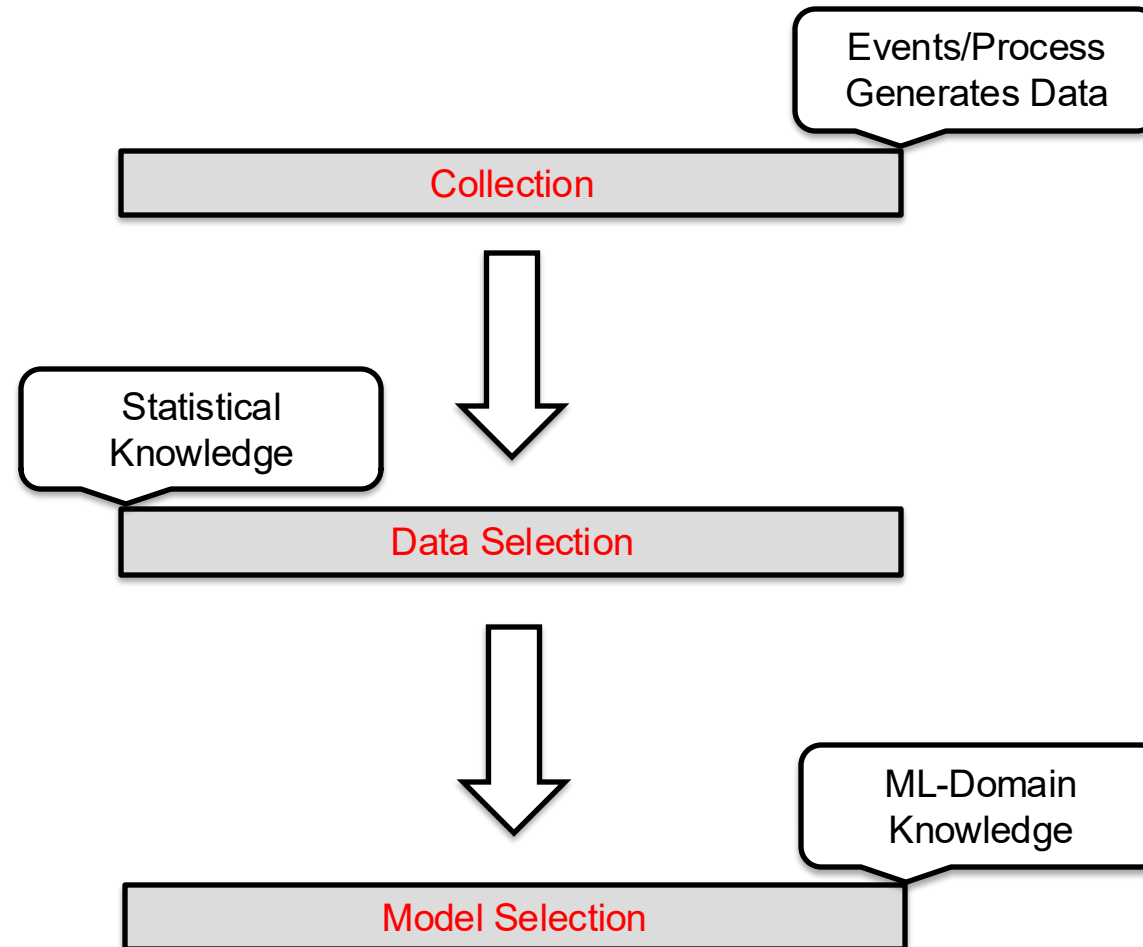 Events/Process
Generates Data
Collection
Statistical
Knowledge
Data Selection
ML-Domain
Knowledge
Model Selection